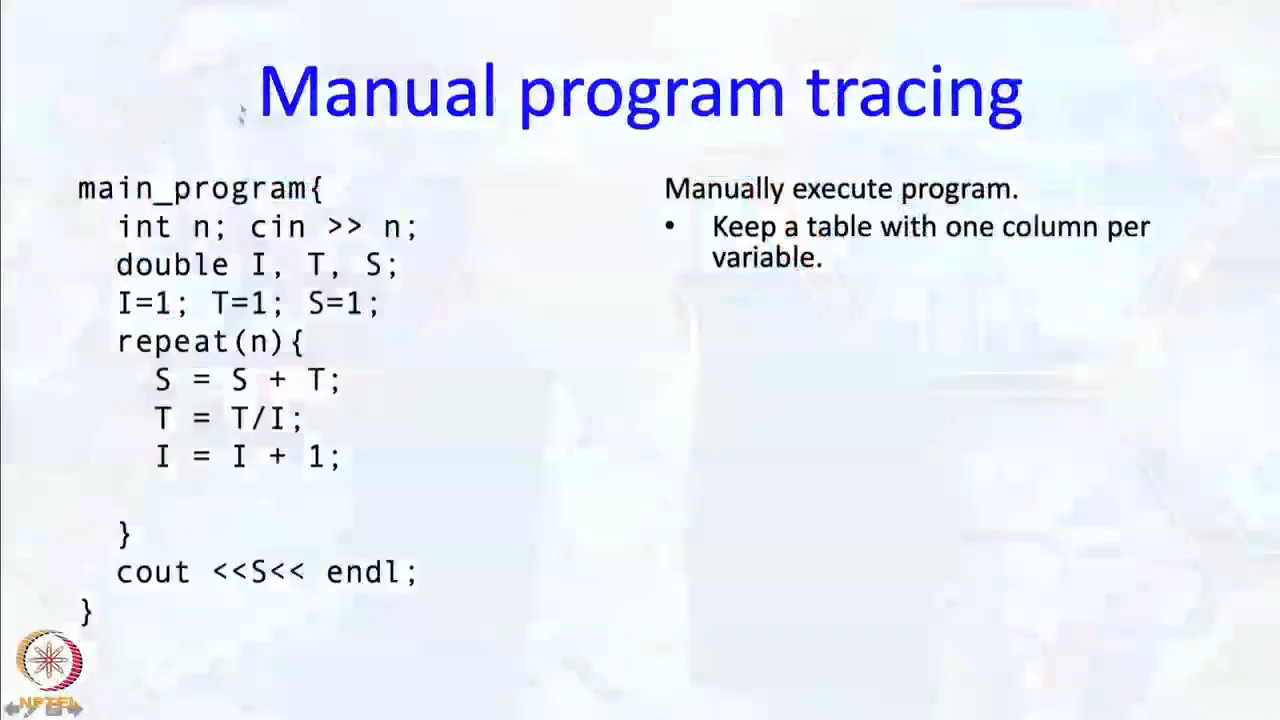 Manual program tracing
main_program{
int n; cin >> n;
double I, T, S;
I=1; T=1; S=1;
repeat(n){
S = S + T;
T = T/I;
I = I + 1;
}
cout <<S<< endl;
}
Manually execute program.
• Keep a table with one column per
variable.
NPTEL